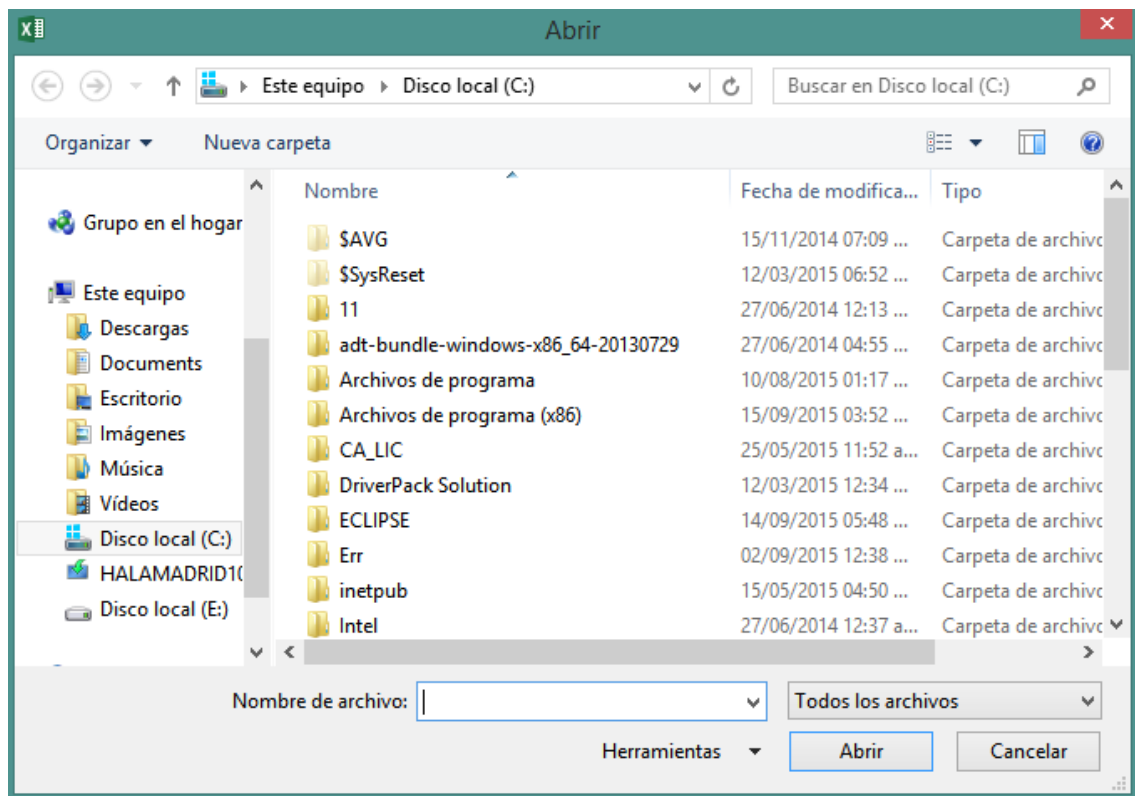 Abrir
Este equipo Disco local (C:)
Buscar en Disco local (C:)
Organizar
Nueva carpeta
Grupo en el hogar
Este equipo
Descargas
Documents
Escritorio
Imágenes
Música
Vídeos
Disco local (C:)
HALAMADRID10
Disco local (E:)
Nombre Fecha de modifica... Tipo
$AVG 15/11/2014 07:09 ... Carpeta de archivo
$SysReset 12/03/2015 06:52 ... Carpeta de archivo
11 27/06/2014 12:13 ... Carpeta de archivo
adt-bundle-windows-x86_64-20130729 27/06/2014 04:55 ... Carpeta de archivo
Archivos de programa 10/08/2015 01:17 ... Carpeta de archivo
Archivos de programa (x86) 15/09/2015 03:52 ... Carpeta de archivo
CA_LIC 25/05/2015 11:52 a... Carpeta de archivo
DriverPack Solution 12/03/2015 12:34 ... Carpeta de archivo
ECLIPSE 14/09/2015 05:48 ... Carpeta de archivo
Err 02/09/2015 12:38 ... Carpeta de archivo
inetpub 15/05/2015 04:50 ... Carpeta de archivo
Intel 27/06/2014 12:37 a... Carpeta de archivo
Nombre de archivo:
Todos los archivos
Herramientas
Abrir
Cancelar